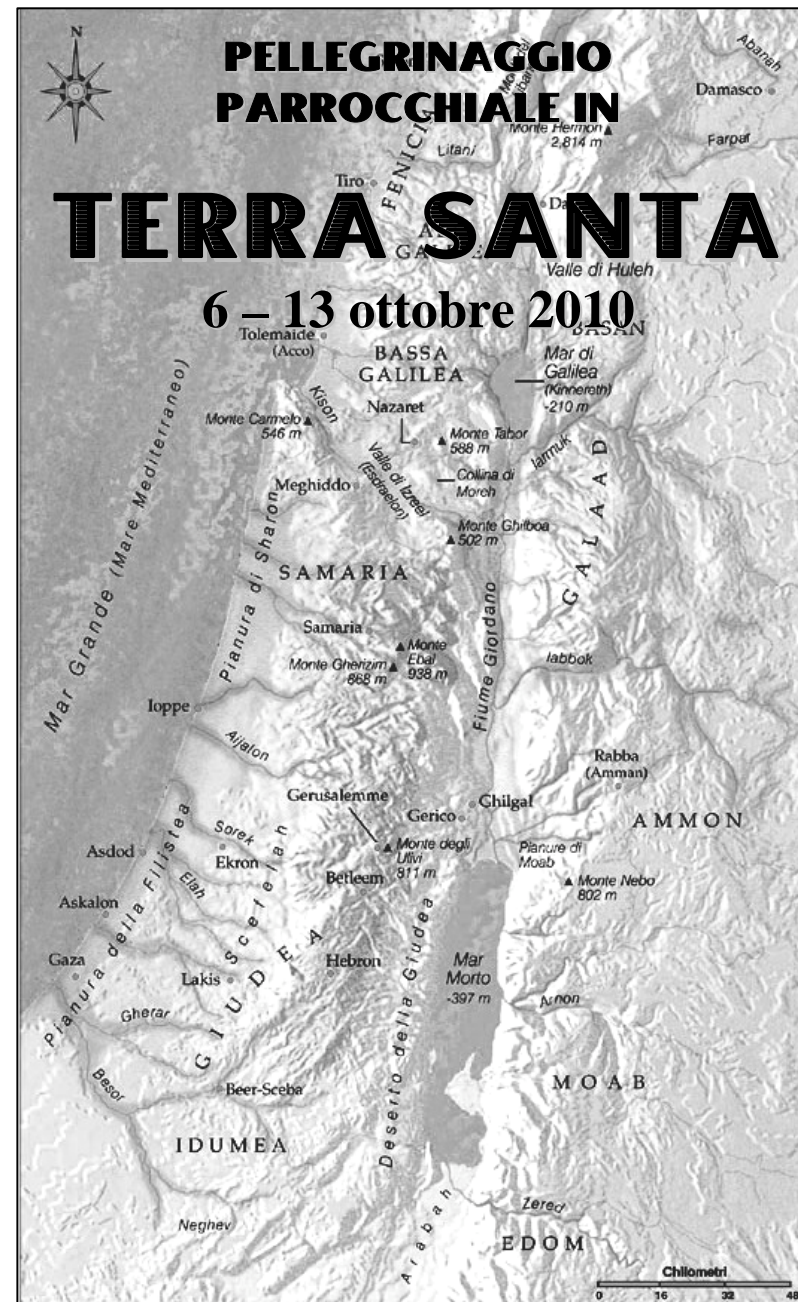 PELLEGRINAGGIO
PARROCCHIALE IN
TERRA SANTA
6 – 13 ottobre 2010
N
Abanah
Damasco
Farpar
Monte Hermon
2,814 m
Litani
FENICIA
Tiro
Valle di Huleh
BASAN
Tolemaide
(Acco)
BASSA
GALILEA
Mar di
Galilea
(Kinnereth)
-210 m
Kison
Nazaret
Monte Carmelo
546 m
Monte Tabor
588 m
Iarmuk
Valle di Izreel
(Esdraelon)
Collina di
Moreh
Meghiddo
Monte Ghilboa
502 m
GALAAD
Mar Grande (Mare Mediterraneo)
Pianura di Sharon
SAMARIA
Samaria
Monte
Ebal
938 m
Monte Gherizim
868 m
Fiume Giordano
Iabbok
Ioppe
Aijalon
Rabba
(Amman)
Gerusalemme
Gerico
Chilgal
AMMON
Sorek
Asdod
Ekron
Monte degli
Ulivi
811 m
Pianure di
Moab
Betleem
Elah
Monte Nebo
802 m
Askalon
Pianura della Filistea
Scefelah
Gaza
Hebron
Mar
Morto
-397 m
Lakis
GIUDEA
Deserto della Giudea
Arnon
Gherar
Besor
Beer-Sceba
MOAB
IDUMEA
Neghev
Arabah
Zered
EDOM
Chilometri
0 16 32 48